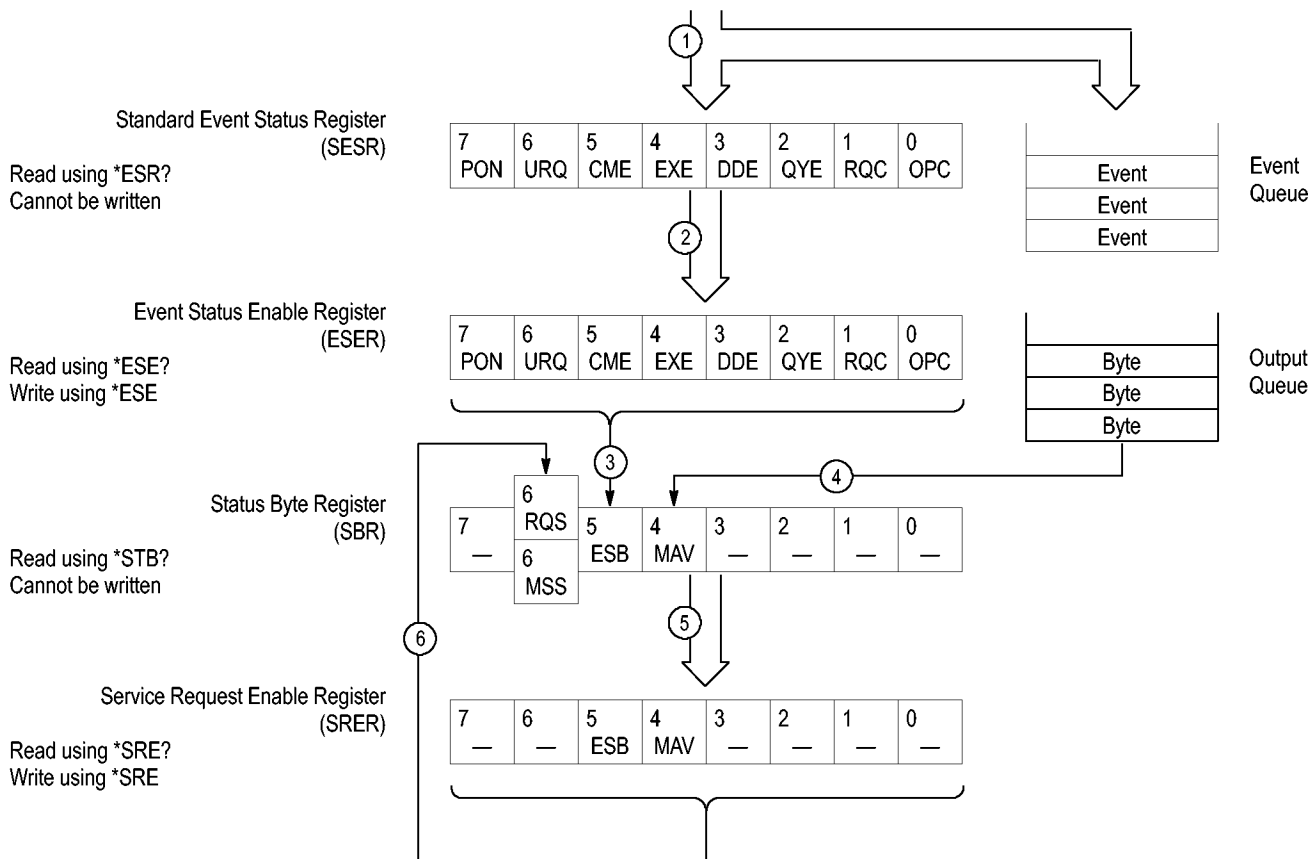 1
Standard Event Status Register
(SESR)
Read using *ESR?
Cannot be written
7 6 5 4 3 2 1 0
PON URQ CME EXE DDE QYE RQC OPC
Event
Event
Event
Event
Queue
2
Event Status Enable Register
(ESER)
Read using *ESE?
Write using *ESE
7 6 5 4 3 2 1 0
PON URQ CME EXE DDE QYE RQC OPC
Byte
Byte
Byte
Output
Queue
3
4
Status Byte Register
(SBR)
Read using *STB?
Cannot be written
6
RQS
7 5 4 3 2 1 0
— ESB MAV — — — —
6
MSS
5
6
Service Request Enable Register
(SRER)
Read using *SRE?
Write using *SRE
7 6 5 4 3 2 1 0
— — ESB MAV — — — —